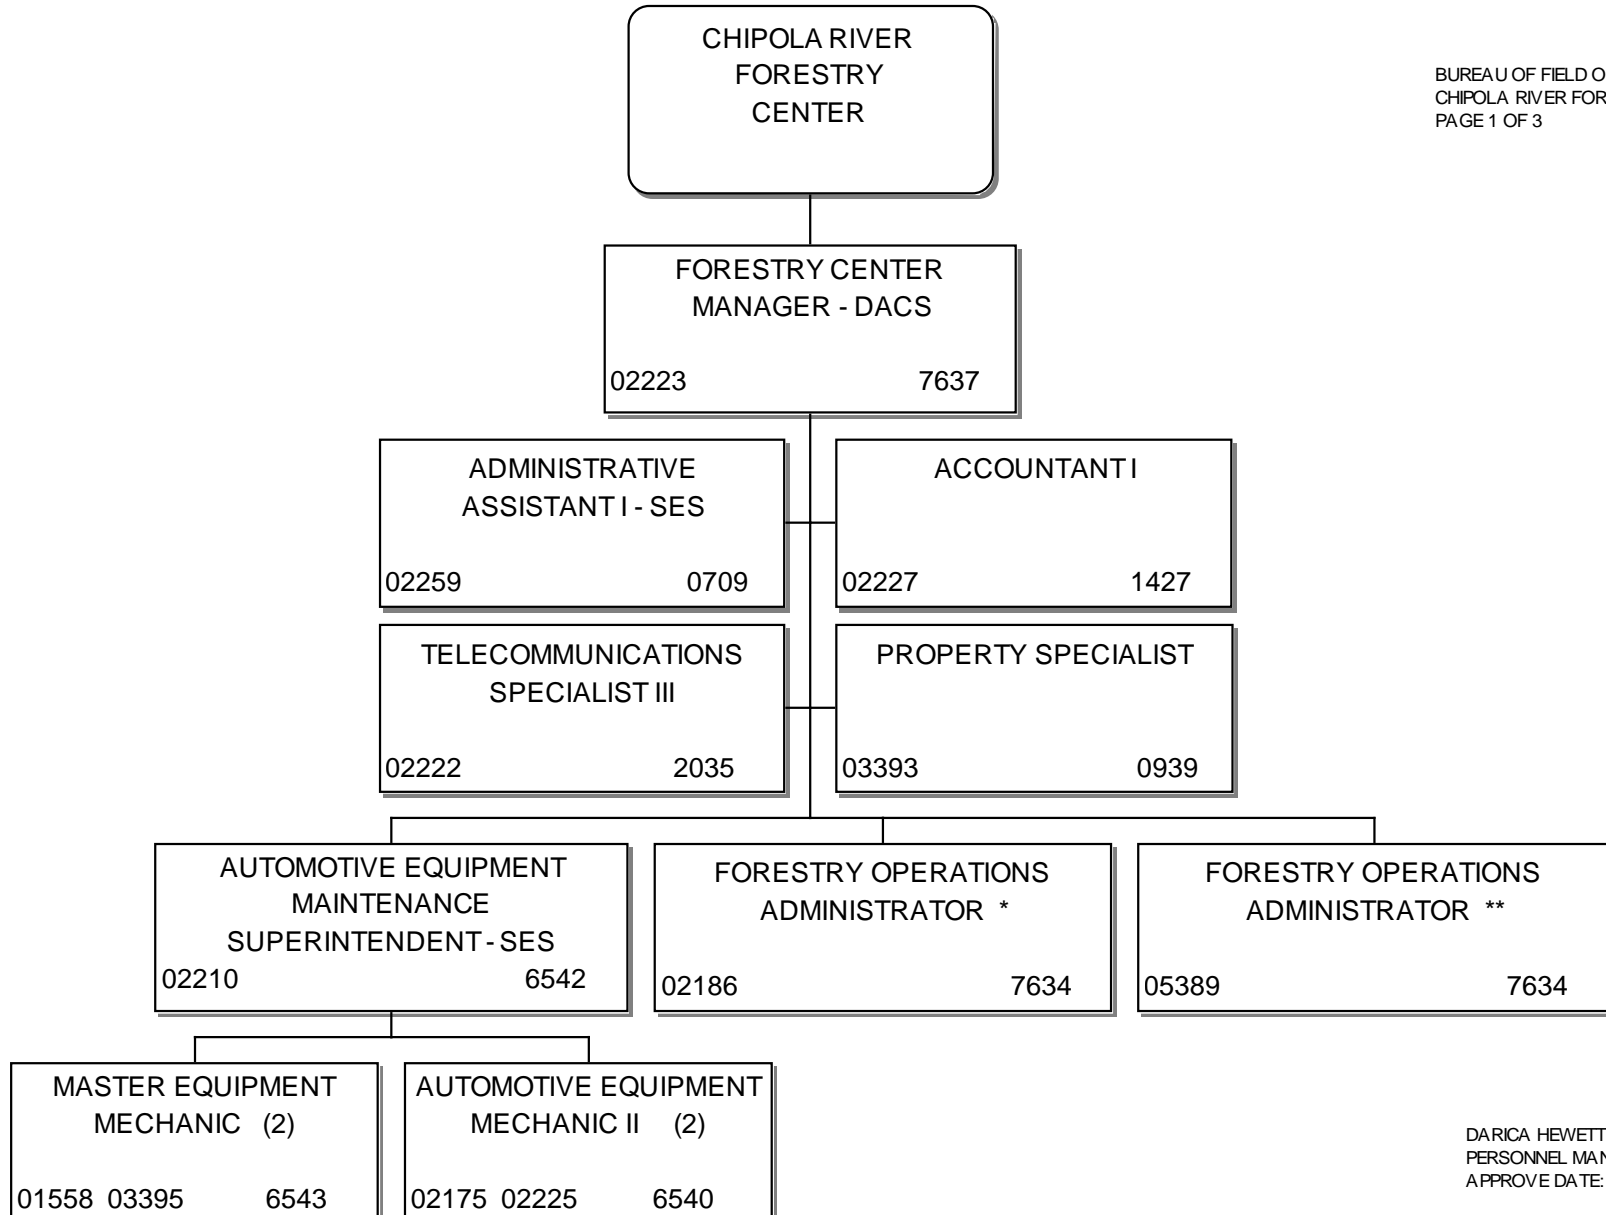 CHIPOLA RIVER
FORESTRY
CENTER
BUREAU OF FIELD O
CHIPOLA RIVER FOR
PAGE 1 OF 3
FORESTRY CENTER
MANAGER - DACS
02223 7637
ADMINISTRATIVE
ASSISTANT I - SES
02259 0709
ACCOUNTANT I
02227 1427
TELECOMMUNICATIONS
SPECIALIST III
02222 2035
PROPERTY SPECIALIST
03393 0939
AUTOMOTIVE EQUIPMENT
MAINTENANCE
SUPERINTENDENT - SES
02210 6542
FORESTRY OPERATIONS
ADMINISTRATOR *
02186 7634
FORESTRY OPERATIONS
ADMINISTRATOR **
05389 7634
MASTER EQUIPMENT
MECHANIC (2)
01558 03395 6543
AUTOMOTIVE EQUIPMENT
MECHANIC II (2)
02175 02225 6540
DARICA HEWETT
PERSONNEL MAN
APPROVE DATE: